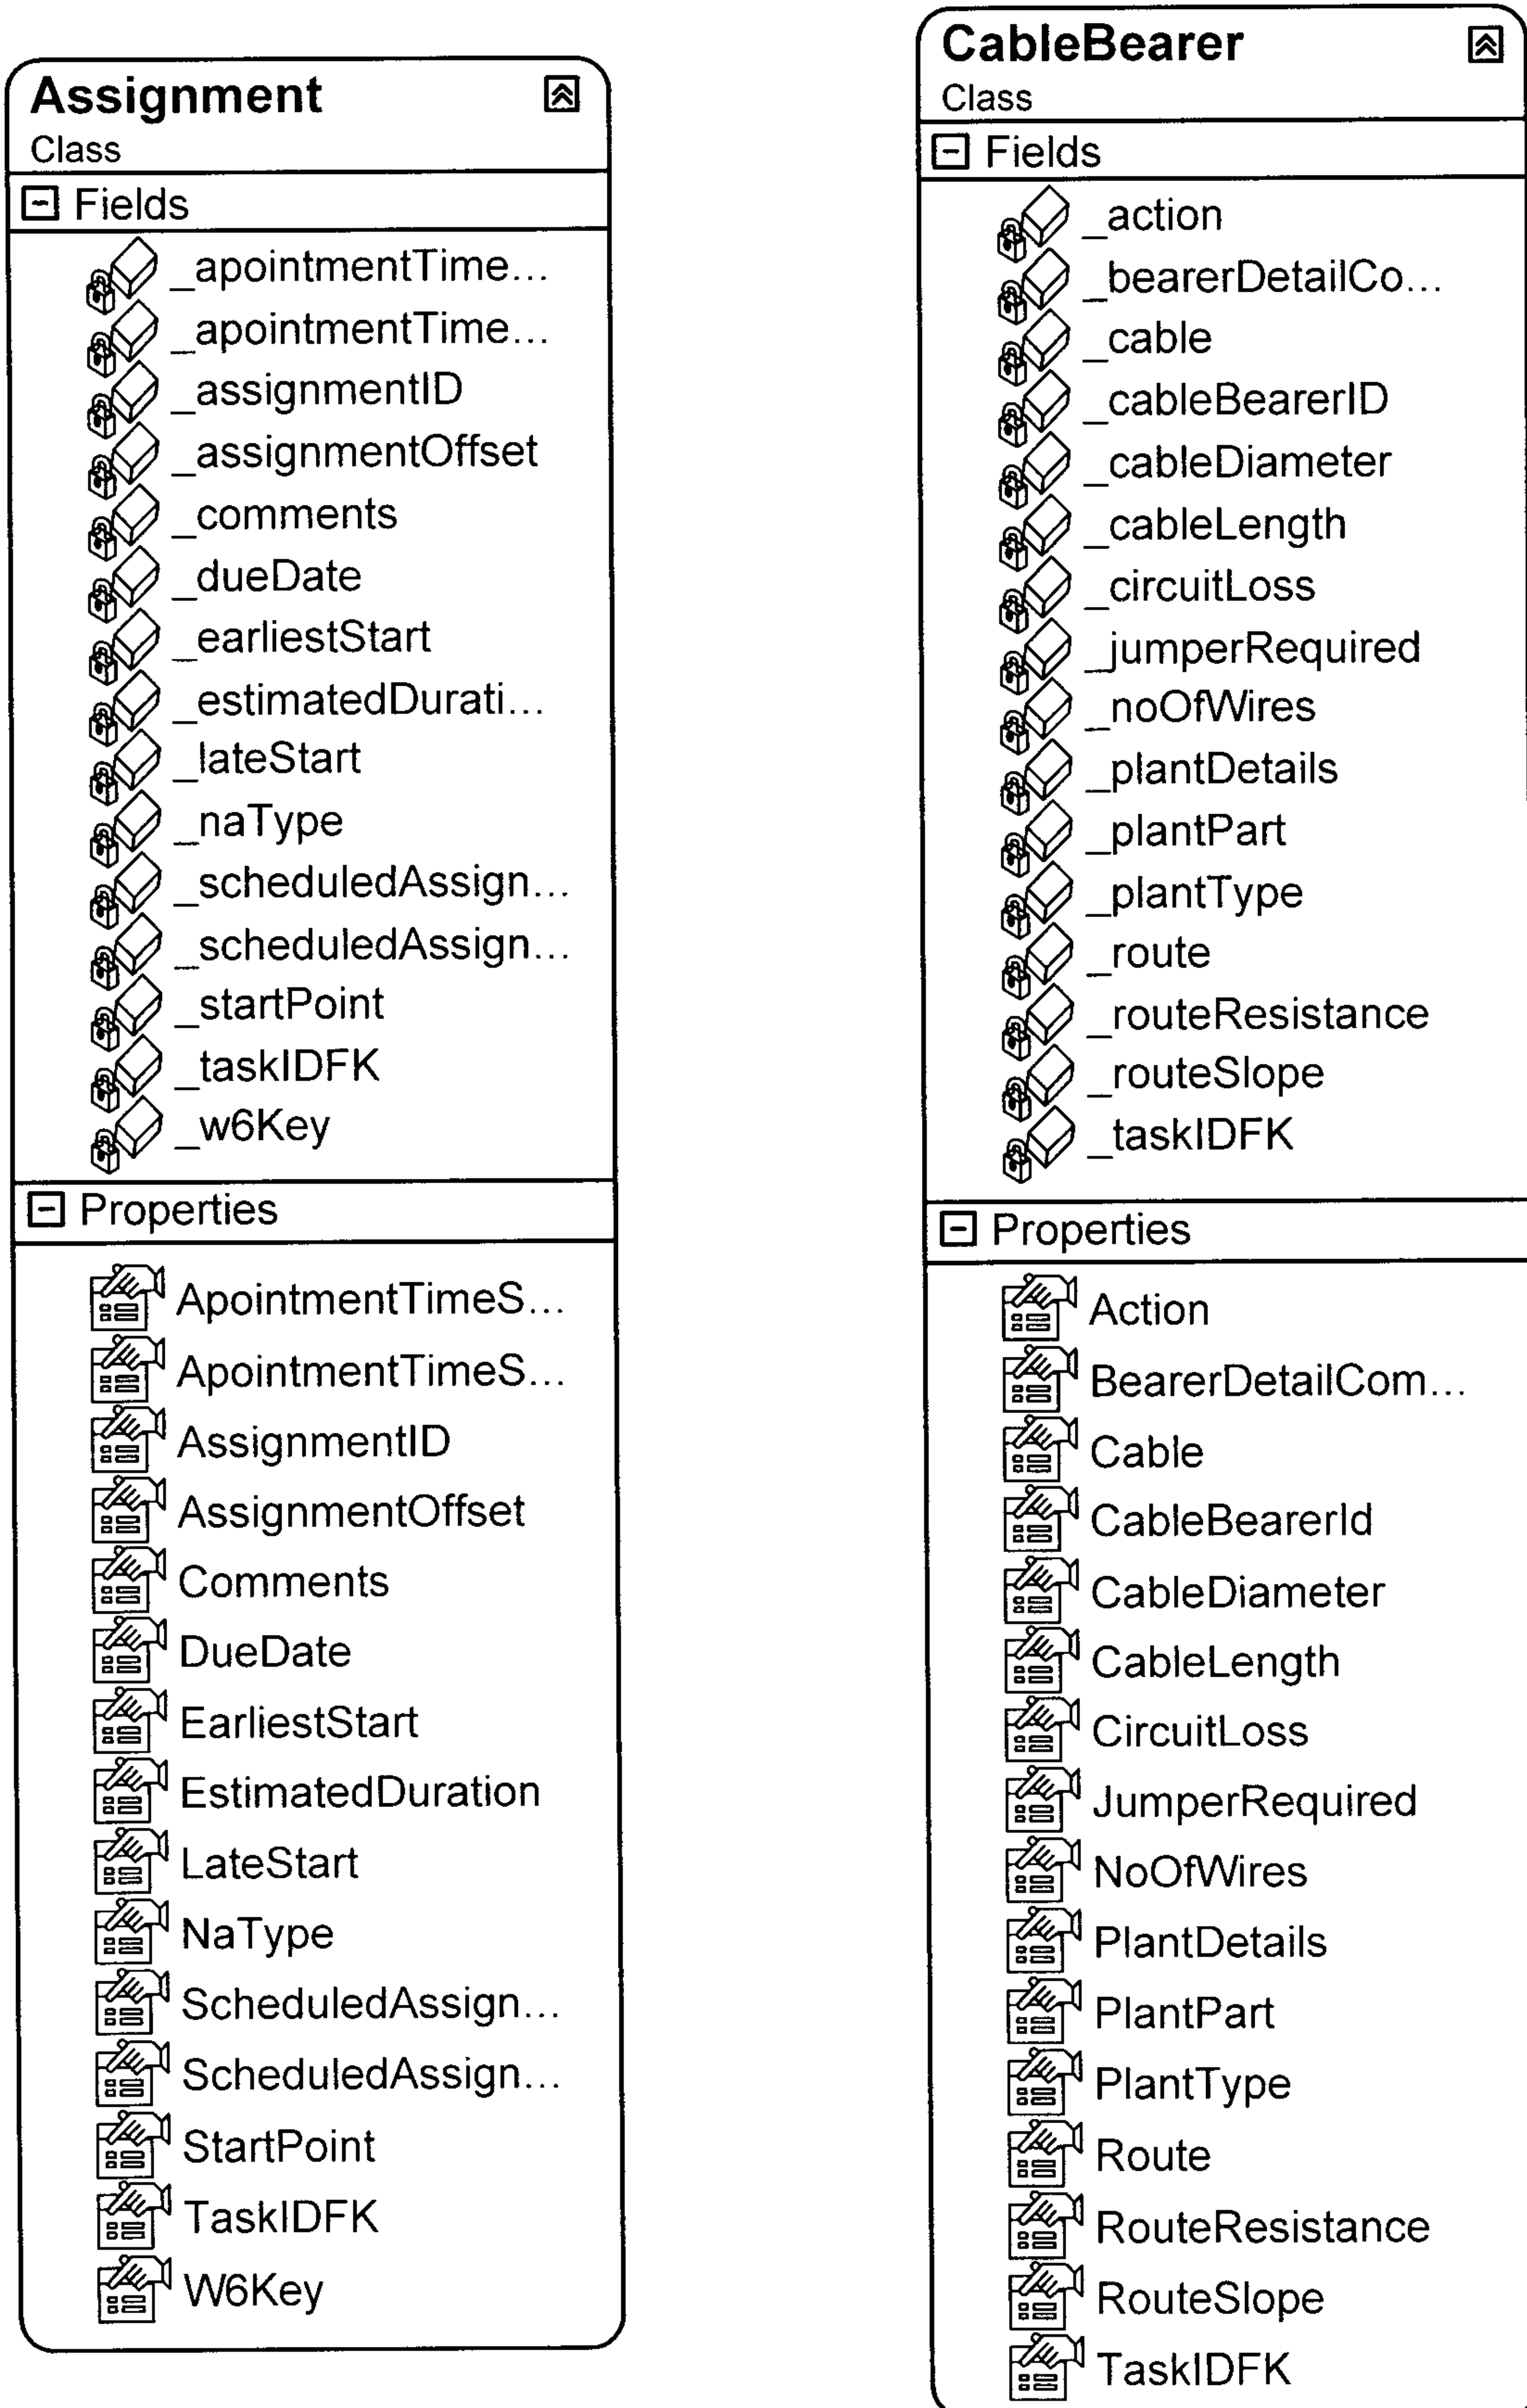 Assignment
Class
Fields
_apointmentTime...
_apointmentTime...
_assignmentID
_assignmentOffset
_comments
_dueDate
_earliestStart
_estimatedDurati...
_lateStart
_naType
_scheduledAssign...
_scheduledAssign...
_startPoint
_taskIDFK
_w6Key
Properties
ApointmentTimeS...
ApointmentTimeS...
AssignmentID
AssignmentOffset
Comments
DueDate
EarliestStart
EstimatedDuration
LateStart
NaType
ScheduledAssign...
ScheduledAssign...
StartPoint
TaskIDFK
W6Key
CableBearer
Class
Fields
_action
_bearerDetailCo...
_cable
_cableBearerID
_cableDiameter
_cableLength
_circuitLoss
_jumperRequired
_noOfWires
_plantDetails
_plantPart
_plantType
_route
_routeResistance
_routeSlope
_taskIDFK
Properties
Action
BearerDetailCom...
Cable
CableBearerId
CableDiameter
CableLength
CircuitLoss
JumperRequired
NoOfWires
PlantDetails
PlantPart
PlantType
Route
RouteResistance
RouteSlope
TaskIDFK